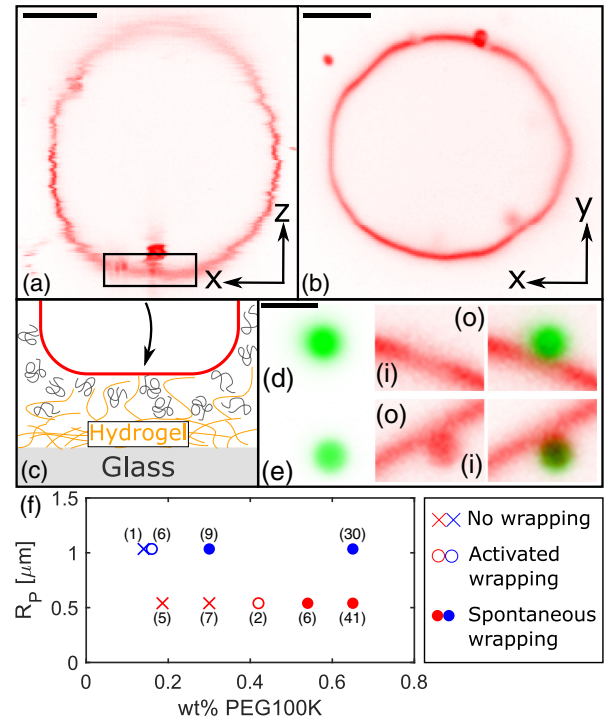 z
x
(a)
y
x
(b)
Hydrogel
Glass
(c)
(d)
(i)
(o)
(e)
(o)
(i)
(f)
1.5
1
0.5
0
R_P [μm]
(1) (6) (9) (30)
(5) (7) (2) (6) (41)
0 0.2 0.4 0.6 0.8
wt% PEG100K
No wrapping
Activated
wrapping
Spontaneous
wrapping